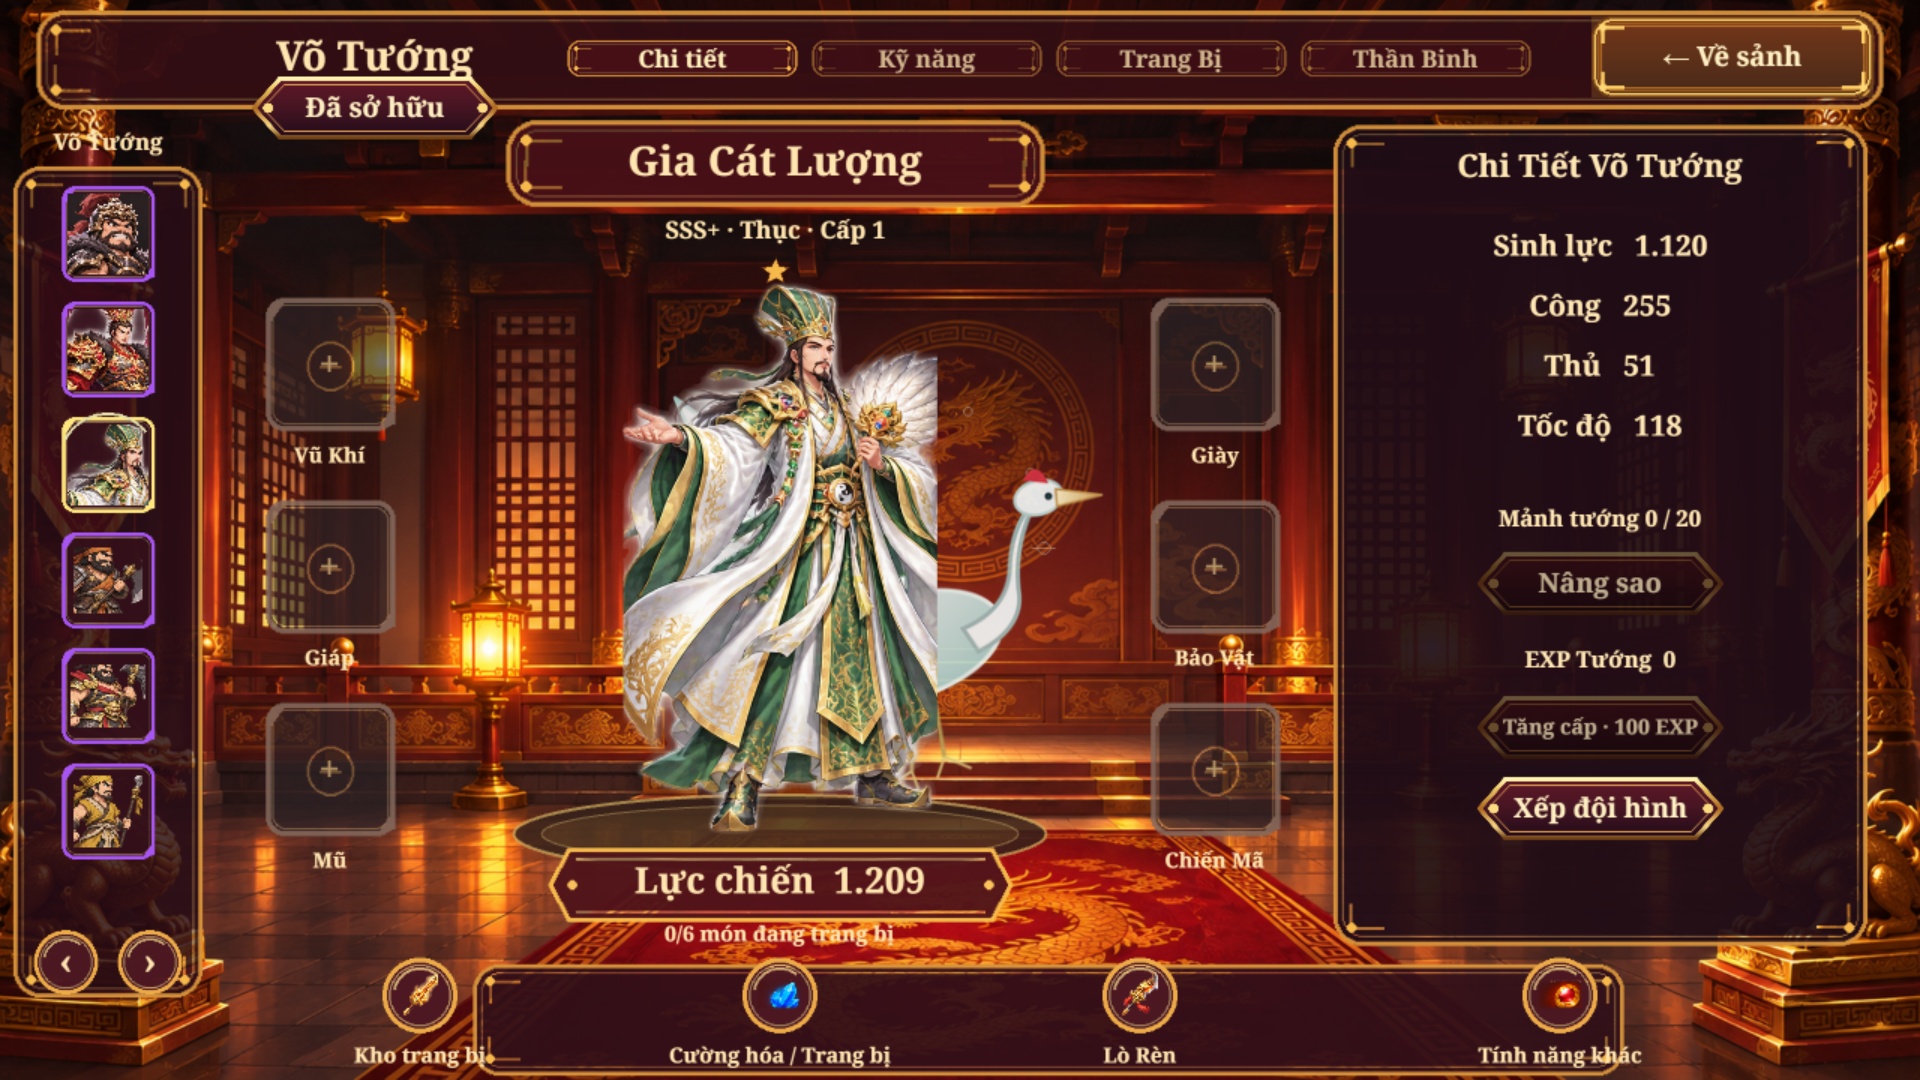 Võ Tướng
Chi tiết
Kỹ năng
Trang Bị
Thần Binh
← Về sảnh
Đã sở hữu
Võ Tướng
Gia Cát Lượng
SSS+ · Thục · Cấp 1
Vũ Khí
Giáp
Mũ
Giày
Bảo Vật
Chiến Mã
Lực chiến 1.209
0/6 món đang trang bị
Chi Tiết Võ Tướng
Sinh lực 1.120
Công 255
Thủ 51
Tốc độ 118
Mảnh tướng 0 / 20
Nâng sao
EXP Tướng 0
Tăng cấp · 100 EXP
Xếp đội hình
‹ ›
Kho trang bị
Cường hóa / Trang bị
Lò Rèn
Tính năng khác